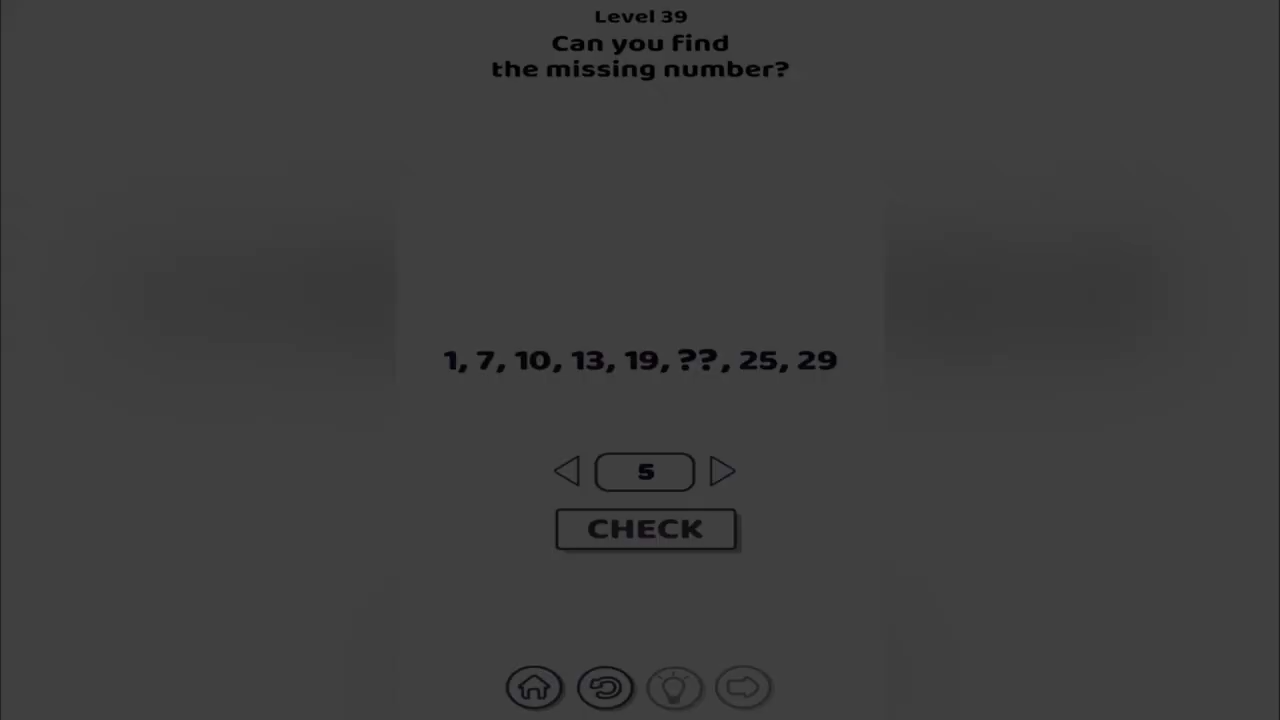 Level 39
Can you find
the missing number?
1, 7, 10, 13, 19, ??, 25, 29
5
CHECK